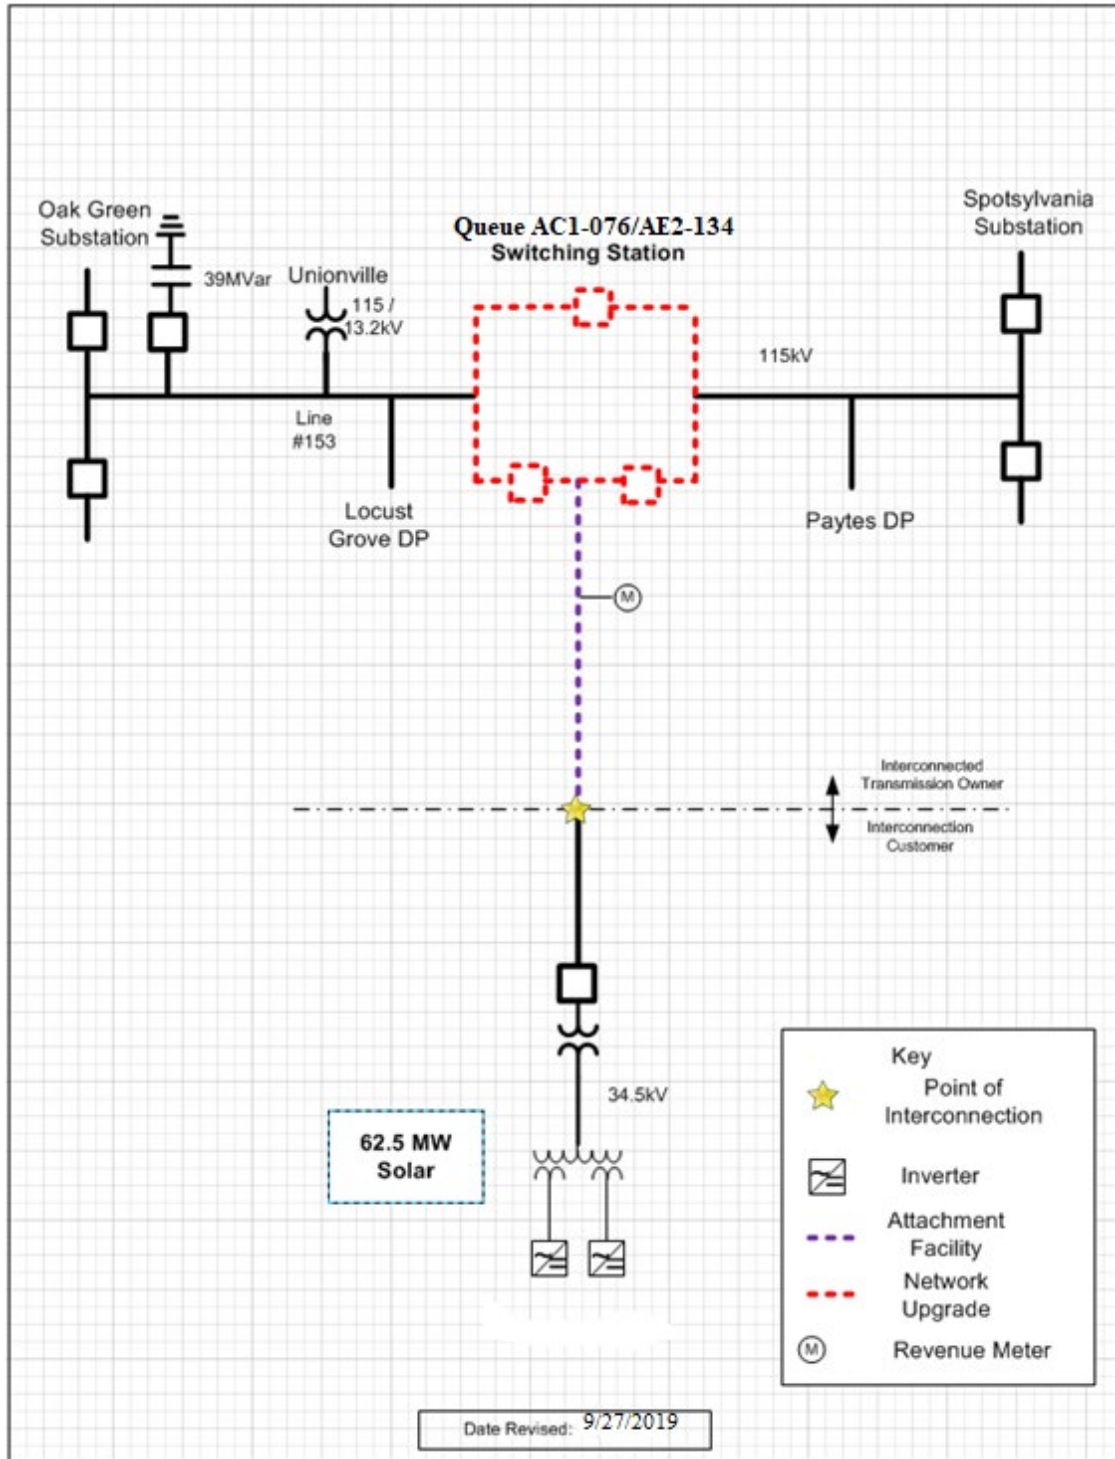 Oak Green
Substation
39MVar
Unionville
115 /
13.2kV
Queue AC1-076/AE2-134
Switching Station
Spotsylvania
Substation
115kV
Line
#153
Locust
Grove DP
Paytes DP
M
Interconnected
Transmission Owner
Interconnection
Customer
34.5kV
62.5 MW
Solar
Key
Point of
Interconnection
Inverter
Attachment
Facility
Network
Upgrade
M
Revenue Meter
Date Revised: 9/27/2019